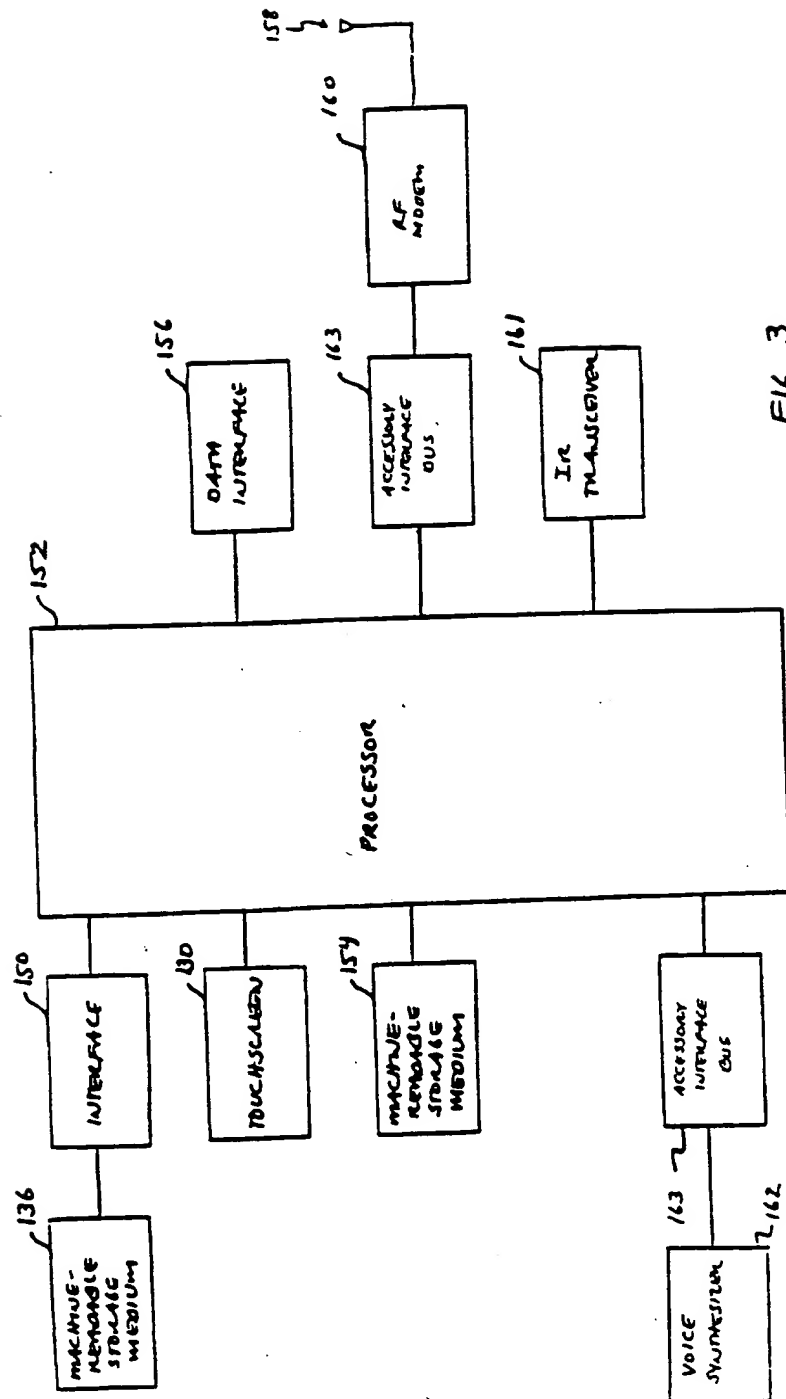 158
160
RF
MODEM
156
DATA
INTERFACE
163
ACCESSORY
INTERFACE
BUS
161
IR
TRANSCEIVER
FIG. 3
152
PROCESSOR
150
INTERFACE
130
TOUCHSCREEN
154
MACHINE-
READABLE
STORAGE
MEDIUM
136
MACHINE-
READABLE
STORAGE
MEDIUM
ACCESSORY
INTERFACE
BUS
163
162
VOICE
SYNTHESIZER